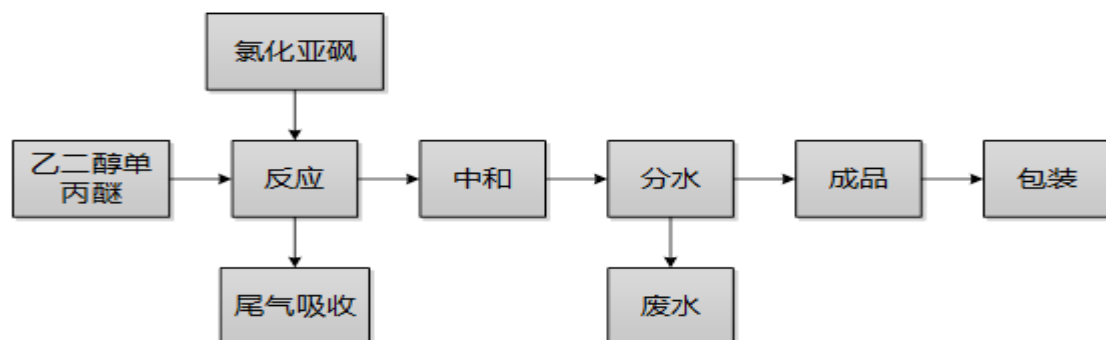 氯化亚砜
乙二醇单
丙醚
反应
中和
分水
成品
包装
尾气吸收
废水